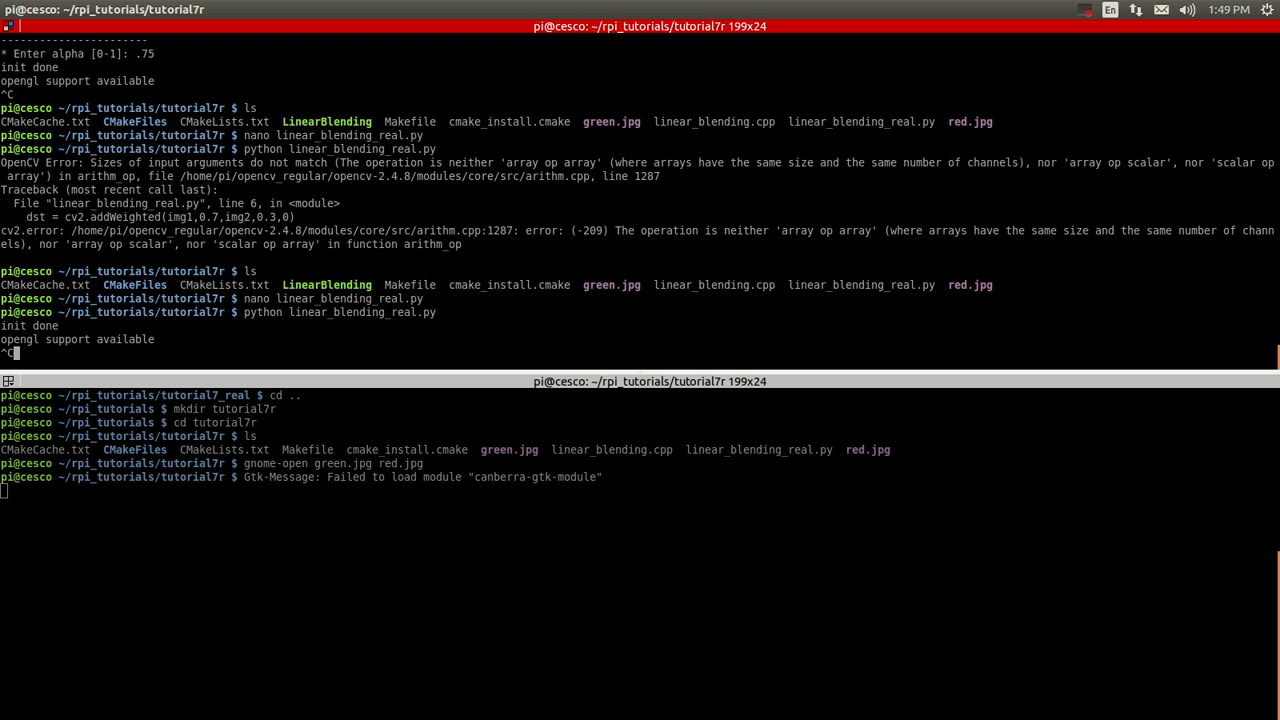 pi@cesco: ~/rpi_tutorials/tutorial7r
En
1:49 PM
pi@cesco: ~/rpi_tutorials/tutorial7r 199x24
-----------------------
* Enter alpha [0-1]: .75
init done
opengl support available
^C
pi@cesco ~/rpi_tutorials/tutorial7r $ ls
CMakeCache.txt  CMakeFiles  CMakeLists.txt  LinearBlending  Makefile  cmake_install.cmake  green.jpg  linear_blending.cpp  linear_blending_real.py  red.jpg
pi@cesco ~/rpi_tutorials/tutorial7r $ nano linear_blending_real.py
pi@cesco ~/rpi_tutorials/tutorial7r $ python linear_blending_real.py
OpenCV Error: Sizes of input arguments do not match (The operation is neither 'array op array' (where arrays have the same size and the same number of channels), nor 'array op scalar', nor 'scalar op
 array') in arithm_op, file /home/pi/opencv_regular/opencv-2.4.8/modules/core/src/arithm.cpp, line 1287
Traceback (most recent call last):
  File "linear_blending_real.py", line 6, in <module>
    dst = cv2.addWeighted(img1,0.7,img2,0.3,0)
cv2.error: /home/pi/opencv_regular/opencv-2.4.8/modules/core/src/arithm.cpp:1287: error: (-209) The operation is neither 'array op array' (where arrays have the same size and the same number of chann
els), nor 'array op scalar', nor 'scalar op array' in function arithm_op
pi@cesco ~/rpi_tutorials/tutorial7r $ ls
CMakeCache.txt  CMakeFiles  CMakeLists.txt  LinearBlending  Makefile  cmake_install.cmake  green.jpg  linear_blending.cpp  linear_blending_real.py  red.jpg
pi@cesco ~/rpi_tutorials/tutorial7r $ nano linear_blending_real.py
pi@cesco ~/rpi_tutorials/tutorial7r $ python linear_blending_real.py
init done
opengl support available
^C
pi@cesco: ~/rpi_tutorials/tutorial7r 199x24
pi@cesco ~/rpi_tutorials/tutorial7_real $ cd ..
pi@cesco ~/rpi_tutorials $ mkdir tutorial7r
pi@cesco ~/rpi_tutorials $ cd tutorial7r
pi@cesco ~/rpi_tutorials/tutorial7r $ ls
CMakeCache.txt  CMakeFiles  CMakeLists.txt  Makefile  cmake_install.cmake  green.jpg  linear_blending.cpp  linear_blending_real.py  red.jpg
pi@cesco ~/rpi_tutorials/tutorial7r $ gnome-open green.jpg red.jpg
pi@cesco ~/rpi_tutorials/tutorial7r $ Gtk-Message: Failed to load module "canberra-gtk-module"